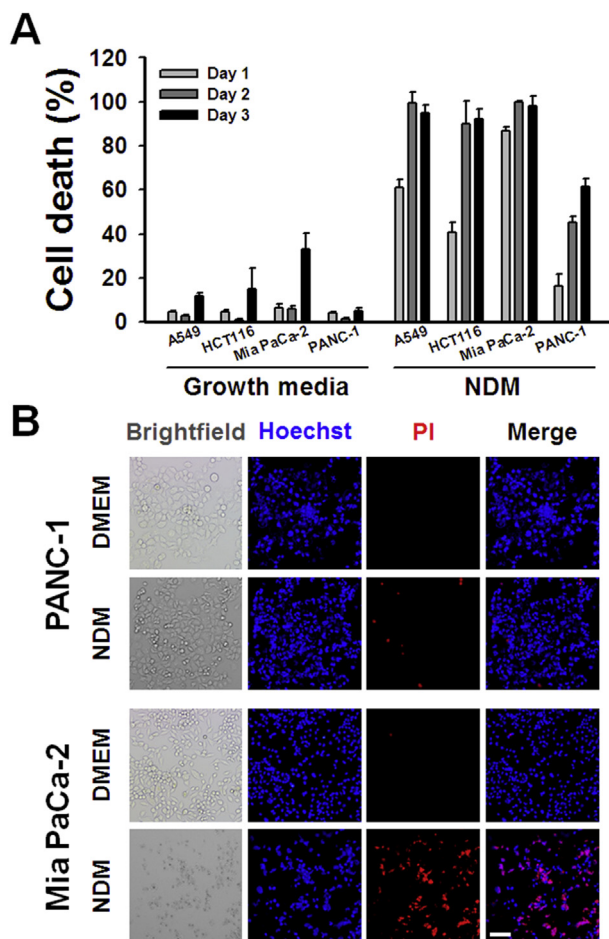 A
Cell death (%)
120
100
80
60
40
20
0
Day 1
Day 2
Day 3
A549
HCT116
Mia PaCa-2
PANC-1
A549
HCT116
Mia PaCa-2
PANC-1
Growth media
NDM
B
Brightfield Hoechst PI Merge
PANC-1
DMEM
NDM
Mia PaCa-2
DMEM
NDM